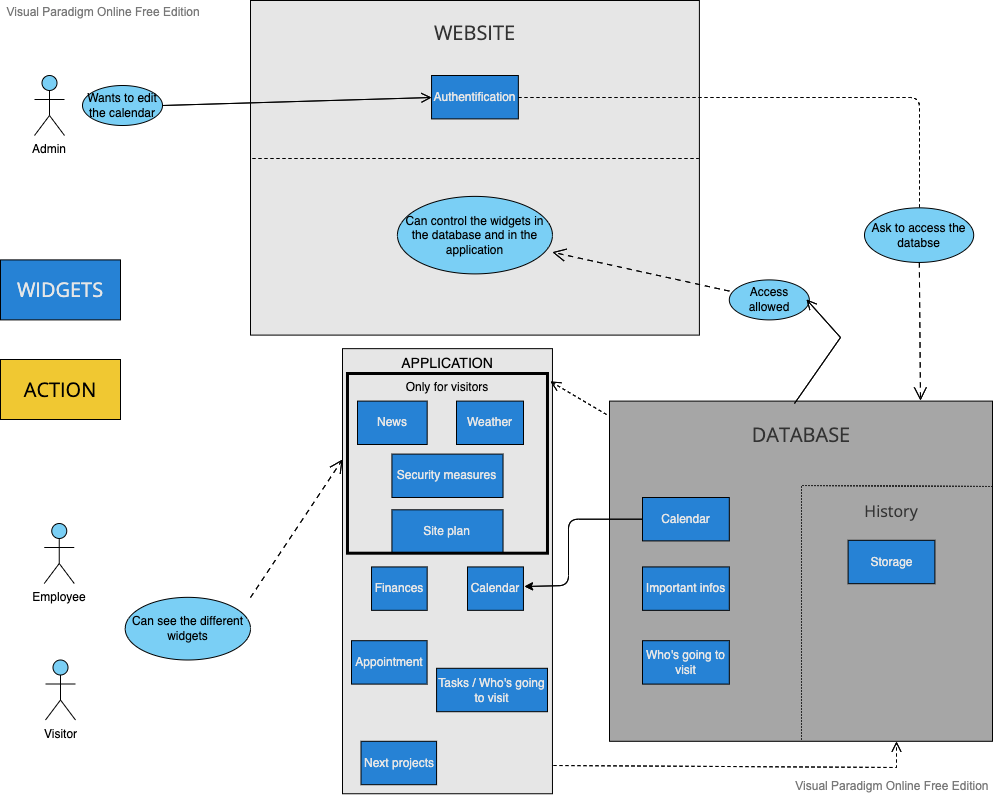 Visual Paradigm Online Free Edition
WEBSITE
Authentification
Wants to edit
the calendar
Admin
Can control the widgets in
the database and in the
application
Ask to access the
databse
Access
allowed
WIDGETS
ACTION
APPLICATION
Only for visitors
News
Weather
Security measures
Site plan
Finances
Calendar
Appointment
Tasks / Who's going
to visit
Next projects
DATABASE
Calendar
Important infos
Who's going to
visit
History
Storage
Employee
Can see the different
widgets
Visitor
Visual Paradigm Online Free Edition